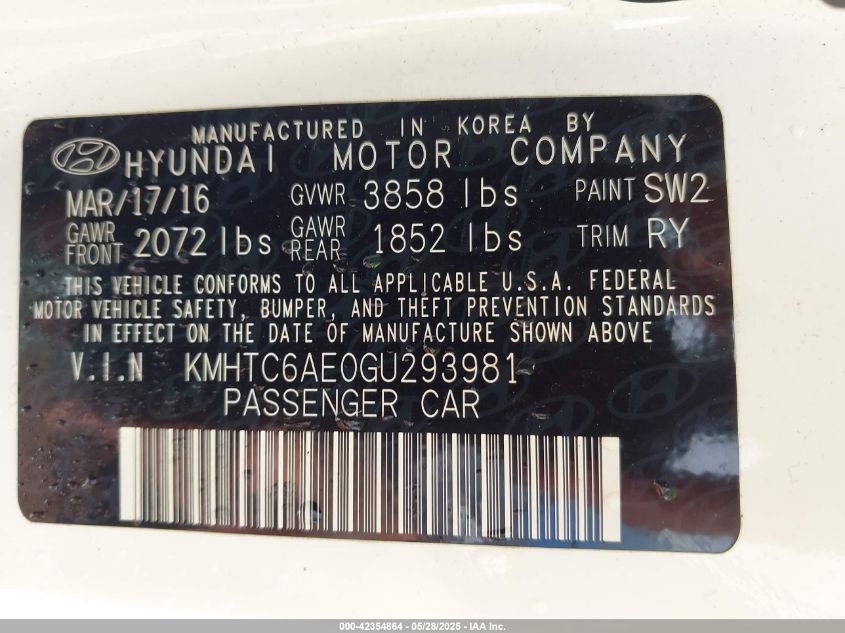 MANUFACTURED IN KOREA BY
HYUNDAI MOTOR COMPANY
MAR/17/16 GVWR 3858 lbs PAINT SW2
GAWR FRONT 2072 lbs GAWR REAR 1852 lbs TRIM RY
THIS VEHICLE CONFORMS TO ALL APPLICABLE U.S.A. FEDERAL
MOTOR VEHICLE SAFETY, BUMPER, AND THEFT PREVENTION STANDARDS
IN EFFECT ON THE DATE OF MANUFACTURE SHOWN ABOVE
V.I.N KMHTC6AE0GU293981
PASSENGER CAR
000-42354864 - 05/28/2025 - IAA Inc.